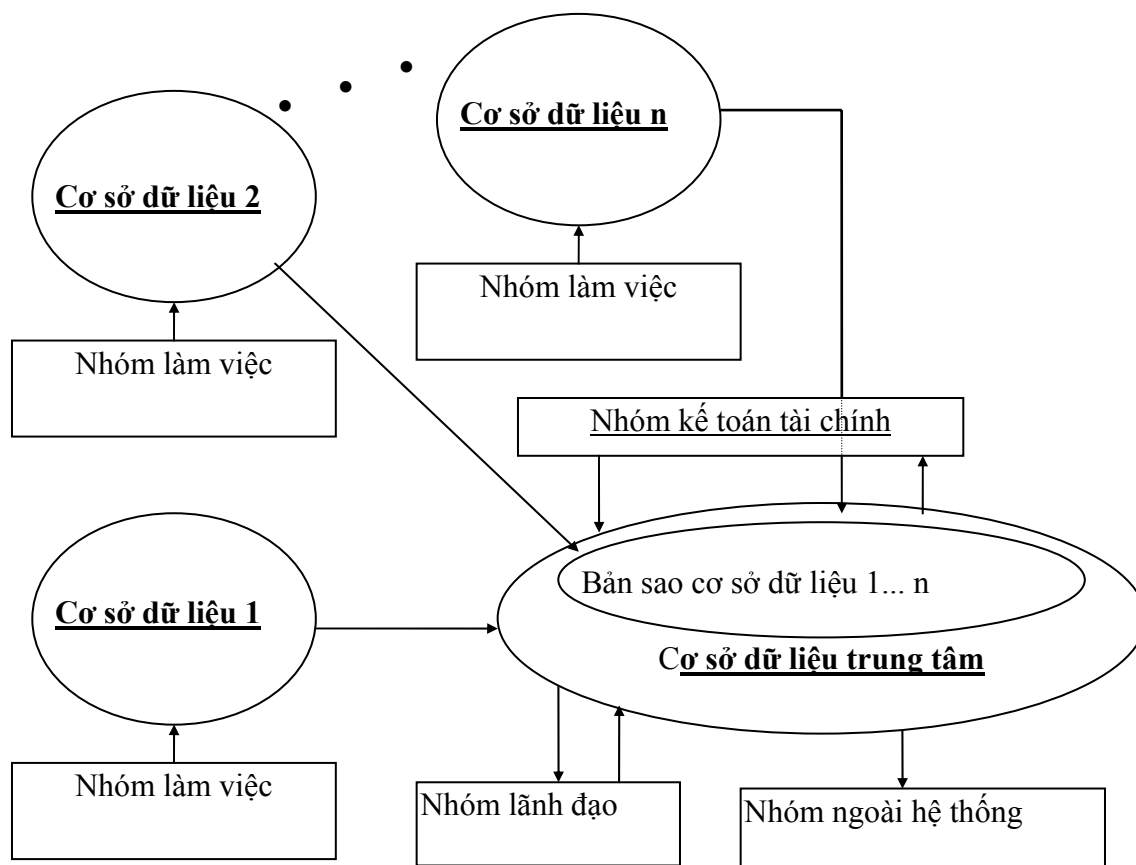 Cơ sở dữ liệu n
Cơ sở dữ liệu 2
Nhóm làm việc
Nhóm làm việc
Nhóm kế toán tài chính
Bản sao cơ sở dữ liệu 1... n
Cơ sở dữ liệu 1
Cơ sở dữ liệu trung tâm
Nhóm làm việc
Nhóm lãnh đạo
Nhóm ngoài hệ thống